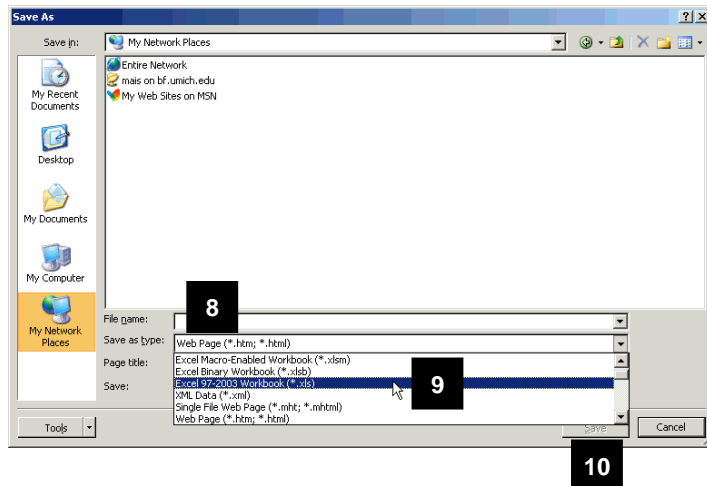 Save As
Save in:
My Network Places
My Recent
Documents
Desktop
My Documents
My Computer
My Network
Places
Entire Network
mais on bf.umich.edu
My Web Sites on MSN
8
File name:
Save as type:
Web Page (*.htm; *.html)
Page title:
Excel Macro-Enabled Workbook (*.xlsm)
Excel Binary Workbook (*.xlsb)
Save:
Excel 97-2003 Workbook (*.xls)
9
XML Data (*.xml)
Single File Web Page (*.mht; *.mhtml)
Web Page (*.htm; *.html)
Tools
Save
Cancel
10